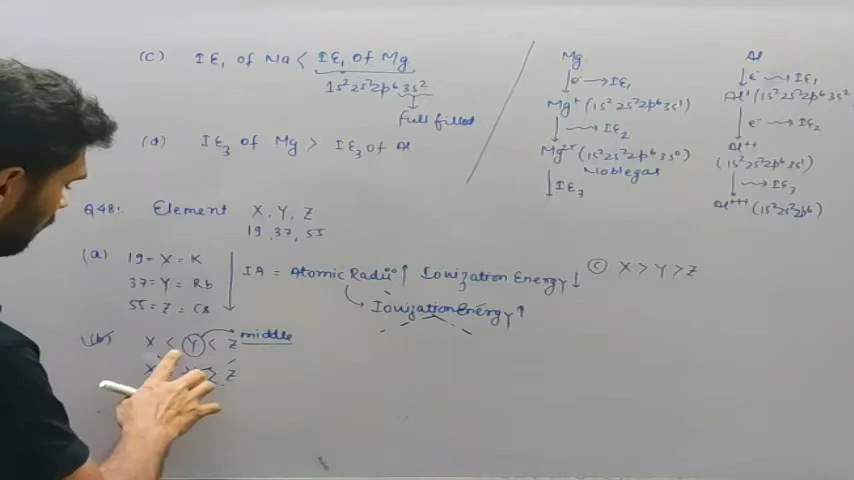 (c) IE₁ of Na < IE₁ of Mg
1s² 2s² 2p⁶ 3s²
full filled
(d) IE₃ of Mg > IE₃ of Al
Mg
e⁻ → IE₁
Mg⁺ (1s² 2s² 2p⁶ 3s¹)
→ IE₂
Mg²⁺ (1s² 2s² 2p⁶ 3s⁰)
Noble gas
IE₃
Al
e⁻ → IE₁
Al⁺ (1s² 2s² 2p⁶ 3s²
e⁻ → IE₂
Al⁺⁺
(1s² 2s² 2p⁶ 3s¹)
→ IE₃
Al⁺⁺⁺ (1s² 2s² 2p⁶)
Q48: Element X, Y, Z
19, 37, 55
(a) 19 = X = K
37 = Y = Rb
55 = Z = Cs
IA = Atomic Radii ↑ Ionization Energy ↓
Ionization Energy ↑
(c) X > Y > Z
(b) X < Y < Z middle
Z